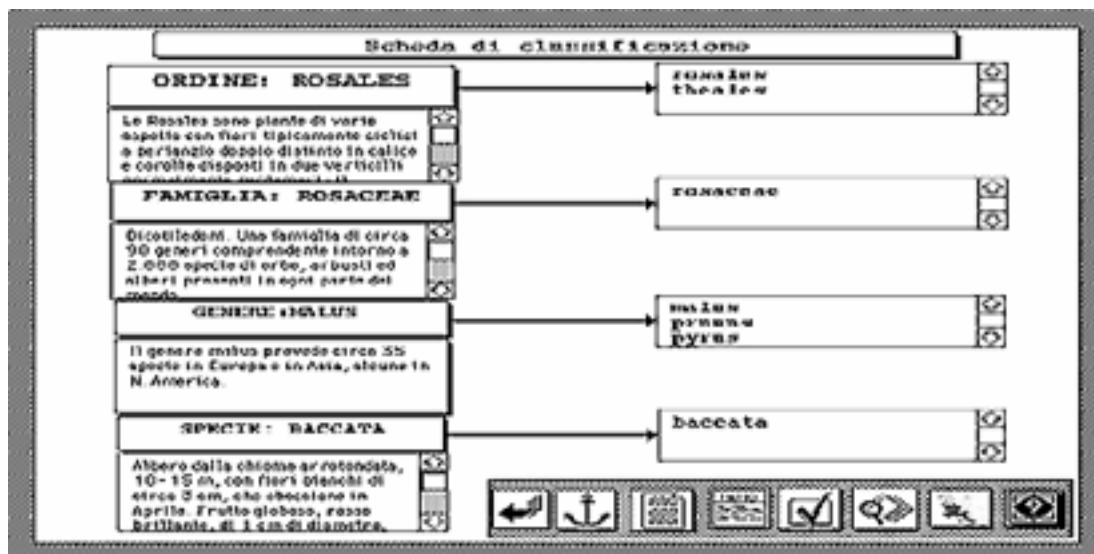 Scheda di classificazione
ORDINE: ROSALES
rosales
theales
Le Rosales sono piante di vario
aspetto con fiori tipicamente ciclici
a perianzio doppio distinto in calice
e corolla disposti in due verticilli
normalmente
FAMIGLIA: ROSACEAE
rosaceae
Dicotiledoni. Una famiglia di circa
90 generi comprendente intorno a
2.000 specie di erbe, arbusti ed
alberi presenti in ogni parte del
mondo
GENERE:MALUS
malus
prunus
pyrus
Il genere malus prevede circa 35
specie in Europa e in Asia, alcune in
N. America.
SPECIE: BACCATA
baccata
Albero dalla chioma arrotondata,
10-15 m, con fiori bianchi di
circa 3 cm, che sbocciano in
Aprile. Frutto globoso, rosso
brillante, di 1 cm di diametro,